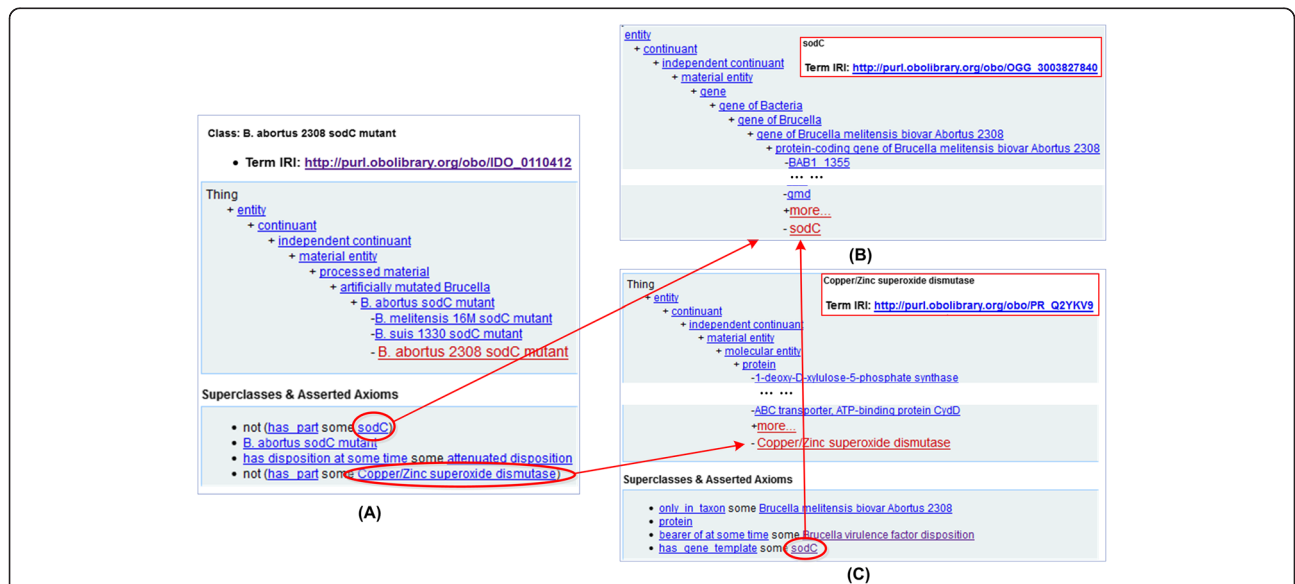 Class: B. abortus 2308 sodC mutant
• Term IRI: http://purl.obolibrary.org/obo/IDO_0110412
Thing
+ entity
+ continuant
+ independent continuant
+ material entity
+ processed material
+ artificially mutated Brucella
+ B. abortus sodC mutant
-B. melitensis 16M sodC mutant
-B. suis 1330 sodC mutant
- B. abortus 2308 sodC mutant
Superclasses & Asserted Axioms
• not (has_part some sodC)
• B. abortus sodC mutant
• has disposition at some time some attenuated disposition
• not (has_part some Copper/Zinc superoxide dismutase)
(A)
entity
+ continuant
+ independent continuant
+ material entity
+ gene
+ gene of Bacteria
+ gene of Brucella
+ gene of Brucella melitensis biovar Abortus 2308
+ protein-coding gene of Brucella melitensis biovar Abortus 2308
-BAB1_1355
... ...
-gmd
+more...
- sodC
sodC
Term IRI: http://purl.obolibrary.org/obo/OGG_3003827840
(B)
Thing
+ entity
+ continuant
+ independent continuant
+ material entity
+ molecular entity
+ protein
-1-deoxy-D-xylulose-5-phosphate synthase
... ...
-ABC transporter, ATP-binding protein CydD
+more...
- Copper/Zinc superoxide dismutase
Copper/Zinc superoxide dismutase
Term IRI: http://purl.obolibrary.org/obo/PR_Q2YKV9
Superclasses & Asserted Axioms
• only_in_taxon some Brucella melitensis biovar Abortus 2308
• protein
• bearer of at some time some Brucella virulence factor disposition
• has_gene_template some sodC
(C)